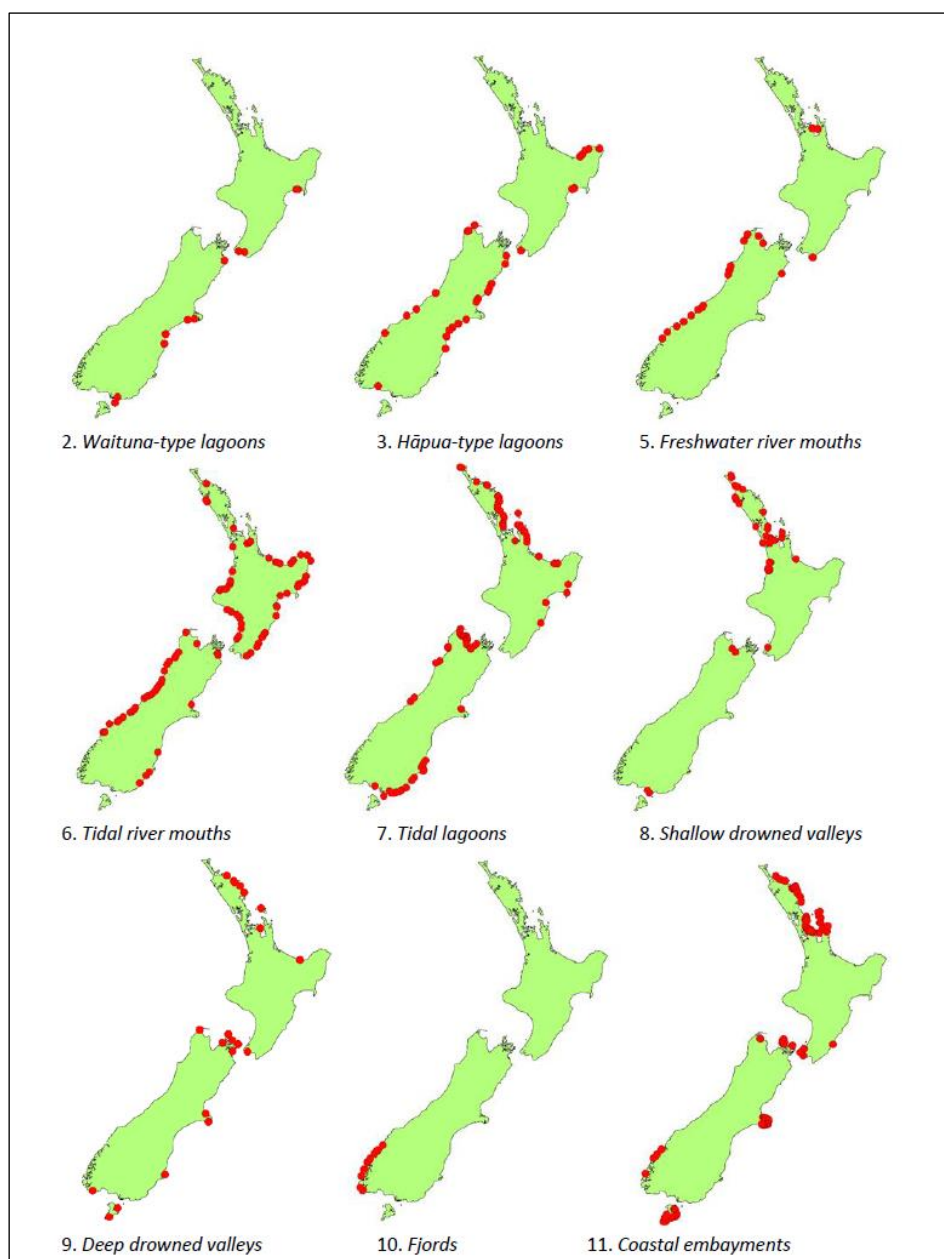 2. Waituna-type lagoons
3. Hāpua-type lagoons
5. Freshwater river mouths
6. Tidal river mouths
7. Tidal lagoons
8. Shallow drowned valleys
9. Deep drowned valleys
10. Fjords
11. Coastal embayments